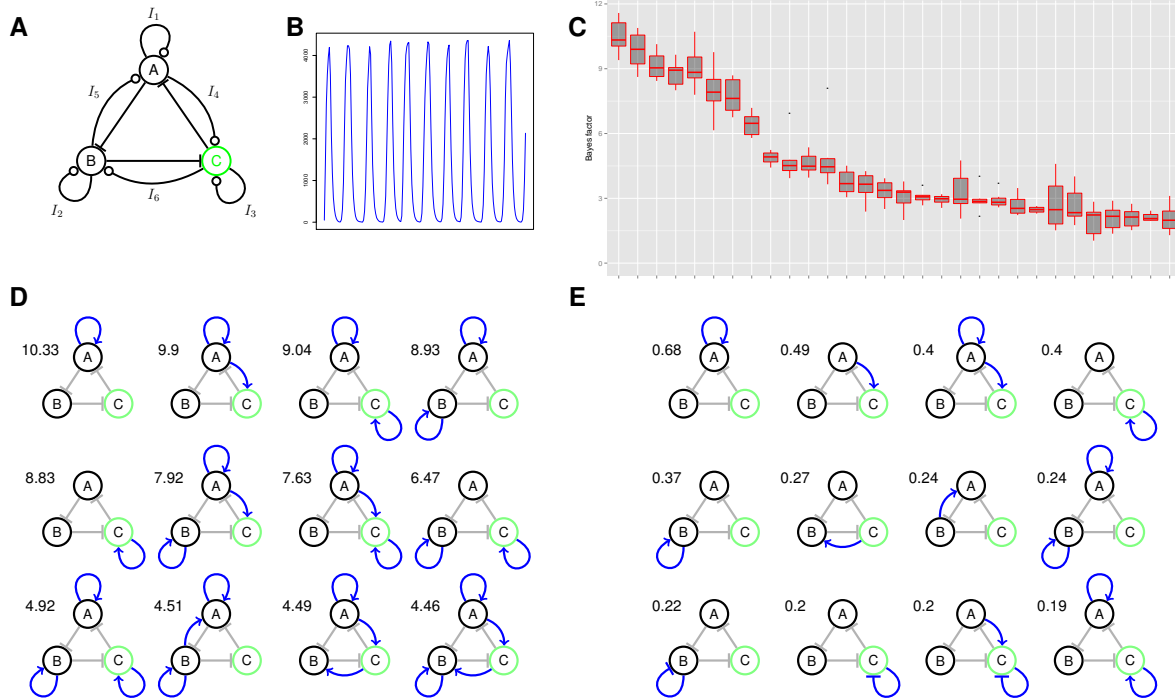 A
I1
A
I5
I4
B
C
I6
I2
I3
B
4000
3000
2000
1000
0
C
12
9
6
3
0
Bayes factor
D
10.33 A B C
9.9 A B C
9.04 A B C
8.93 A B C
8.83 A B C
7.92 A B C
7.63 A B C
6.47 A B C
4.92 A B C
4.51 A B C
4.49 A B C
4.46 A B C
E
0.68 A B C
0.49 A B C
0.4 A B C
0.4 A B C
0.37 A B C
0.27 A B C
0.24 A B C
0.24 A B C
0.22 A B C
0.2 A B C
0.2 A B C
0.19 A B C